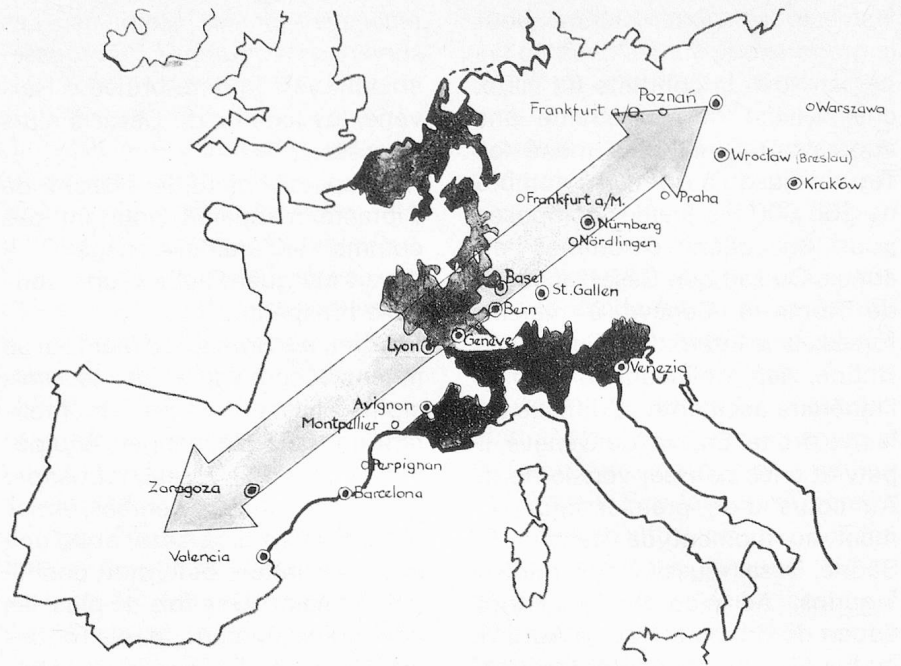 Poznań
Frankfurt a/O.
Warszawa
Wrocław (Breslau)
Kraków
Praha
Frankfurt a/M.
Nürnberg
Nördlingen
Basel
St. Gallen
Bern
Genève
Lyon
Venezia
Avignon
Montpellier
Perpignan
Zaragoza
Barcelona
Valencia